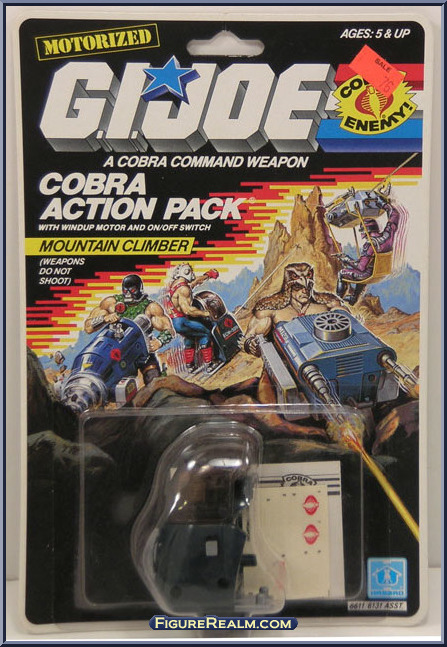 MOTORIZED
AGES: 5 & UP
G.I.JOE
SALE
CO
ENEMY!
A COBRA COMMAND WEAPON
COBRA
ACTION PACK
WITH WINDUP MOTOR AND ON/OFF SWITCH
MOUNTAIN CLIMBER
(WEAPONS
DO NOT
SHOOT)
COBRA
HASBRO
6611/6131 ASST.
FIGUREREALM.COM